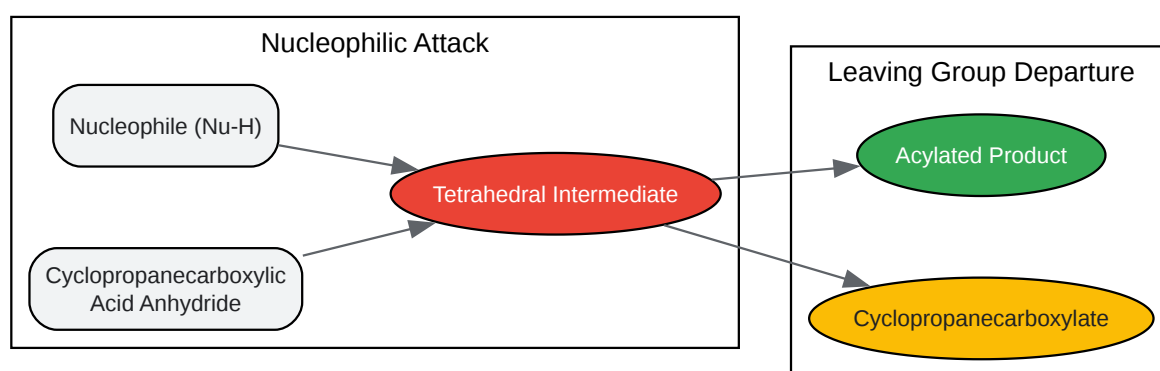 Nucleophilic Attack
Nucleophile (Nu-H)
Cyclopropanecarboxylic
Acid Anhydride
Tetrahedral Intermediate
Leaving Group Departure
Acylated Product
Cyclopropanecarboxylate